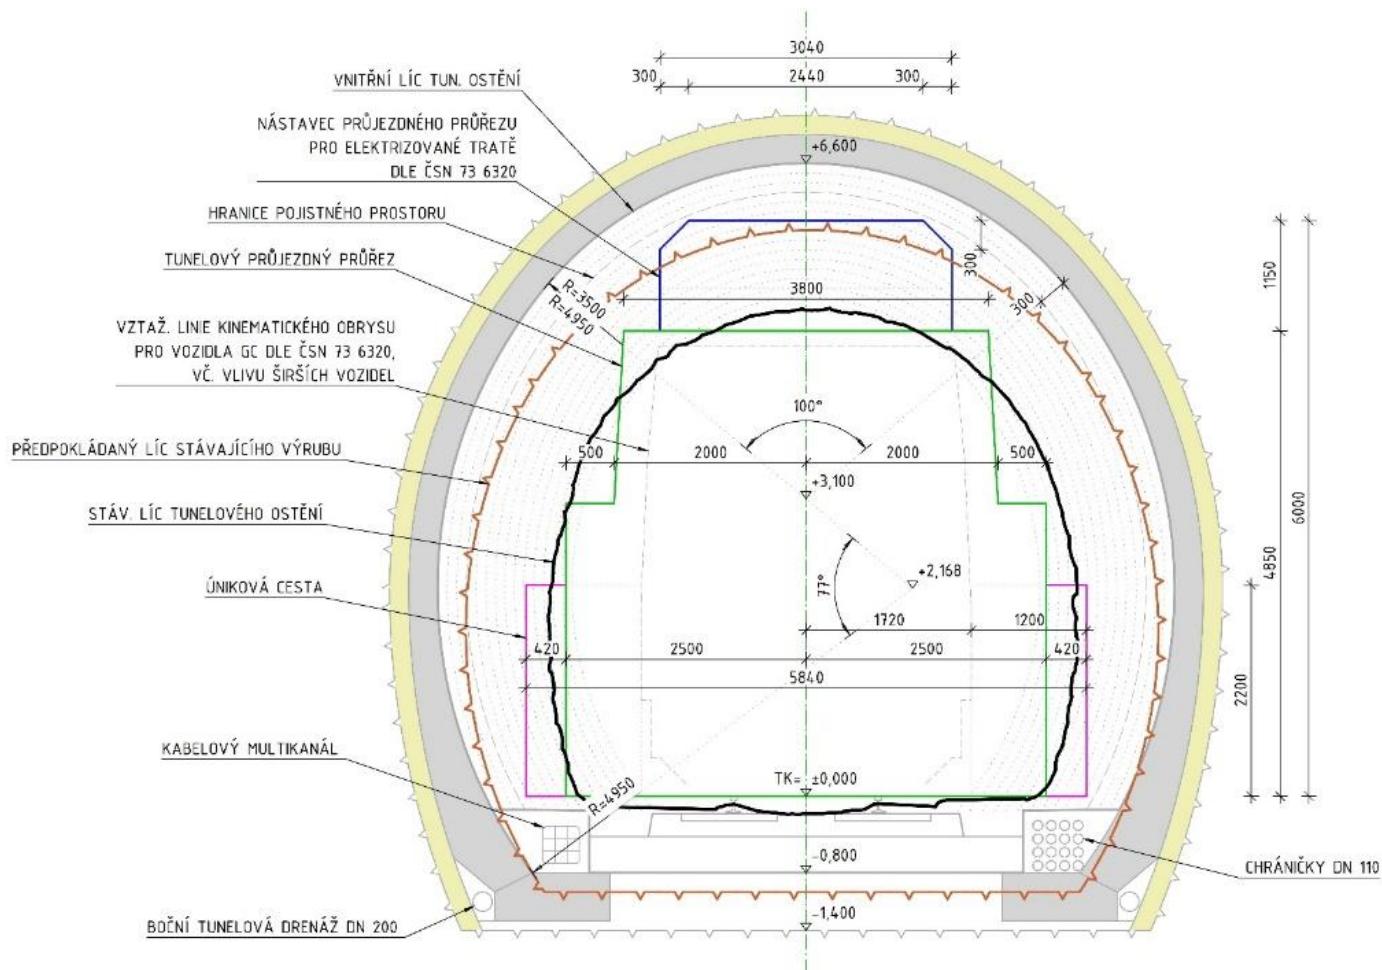 3040
300
2440
300
VNITŘNÍ LÍC TUN. OSTĚNÍ
NÁSTAVEC PRŮJEZDNÉHO PRŮŘEZU
PRO ELEKTRIZOVANÉ TRATĚ
DLE ČSN 73 6320
+6,600
HRANICE POJISTNÉHO PROSTORU
TUNELOVÝ PRŮJEZDNÝ PRŮŘEZ
R=3500
R=4950
3800
300
300
1150
VZTAŽ. LINIE KINEMATICKÉHO OBRYSU
PRO VOZIDLA GC DLE ČSN 73 6320,
VČ. VLIVU ŠIRŠÍCH VOZIDEL
100°
PŘEDPOKLÁDANÝ LÍC STÁVAJÍCÍHO VÝRUBU
500
2000
2000
500
+3,100
6000
STÁV. LÍC TUNELOVÉHO OSTĚNÍ
4850
ÚNIKOVÁ CESTA
77°
+2,168
1720
1200
420
2500
2500
420
5840
2200
KABELOVÝ MULTIKANÁL
TK= ±0,000
R=4950
-0,800
CHRÁNIČKY DN 110
BOČNÍ TUNELOVÁ DRENÁŽ DN 200
-1,400